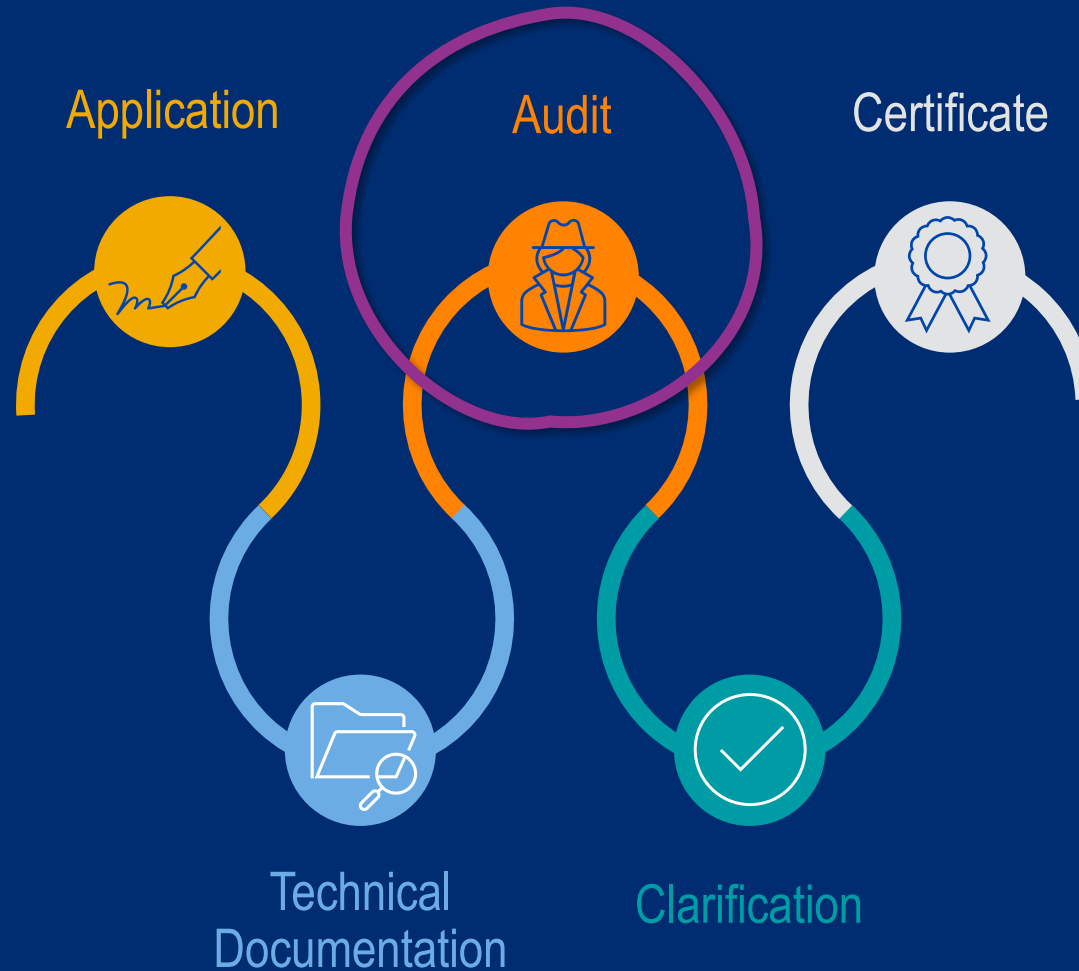 Application
Audit
Certificate
Technical
Documentation
Clarification